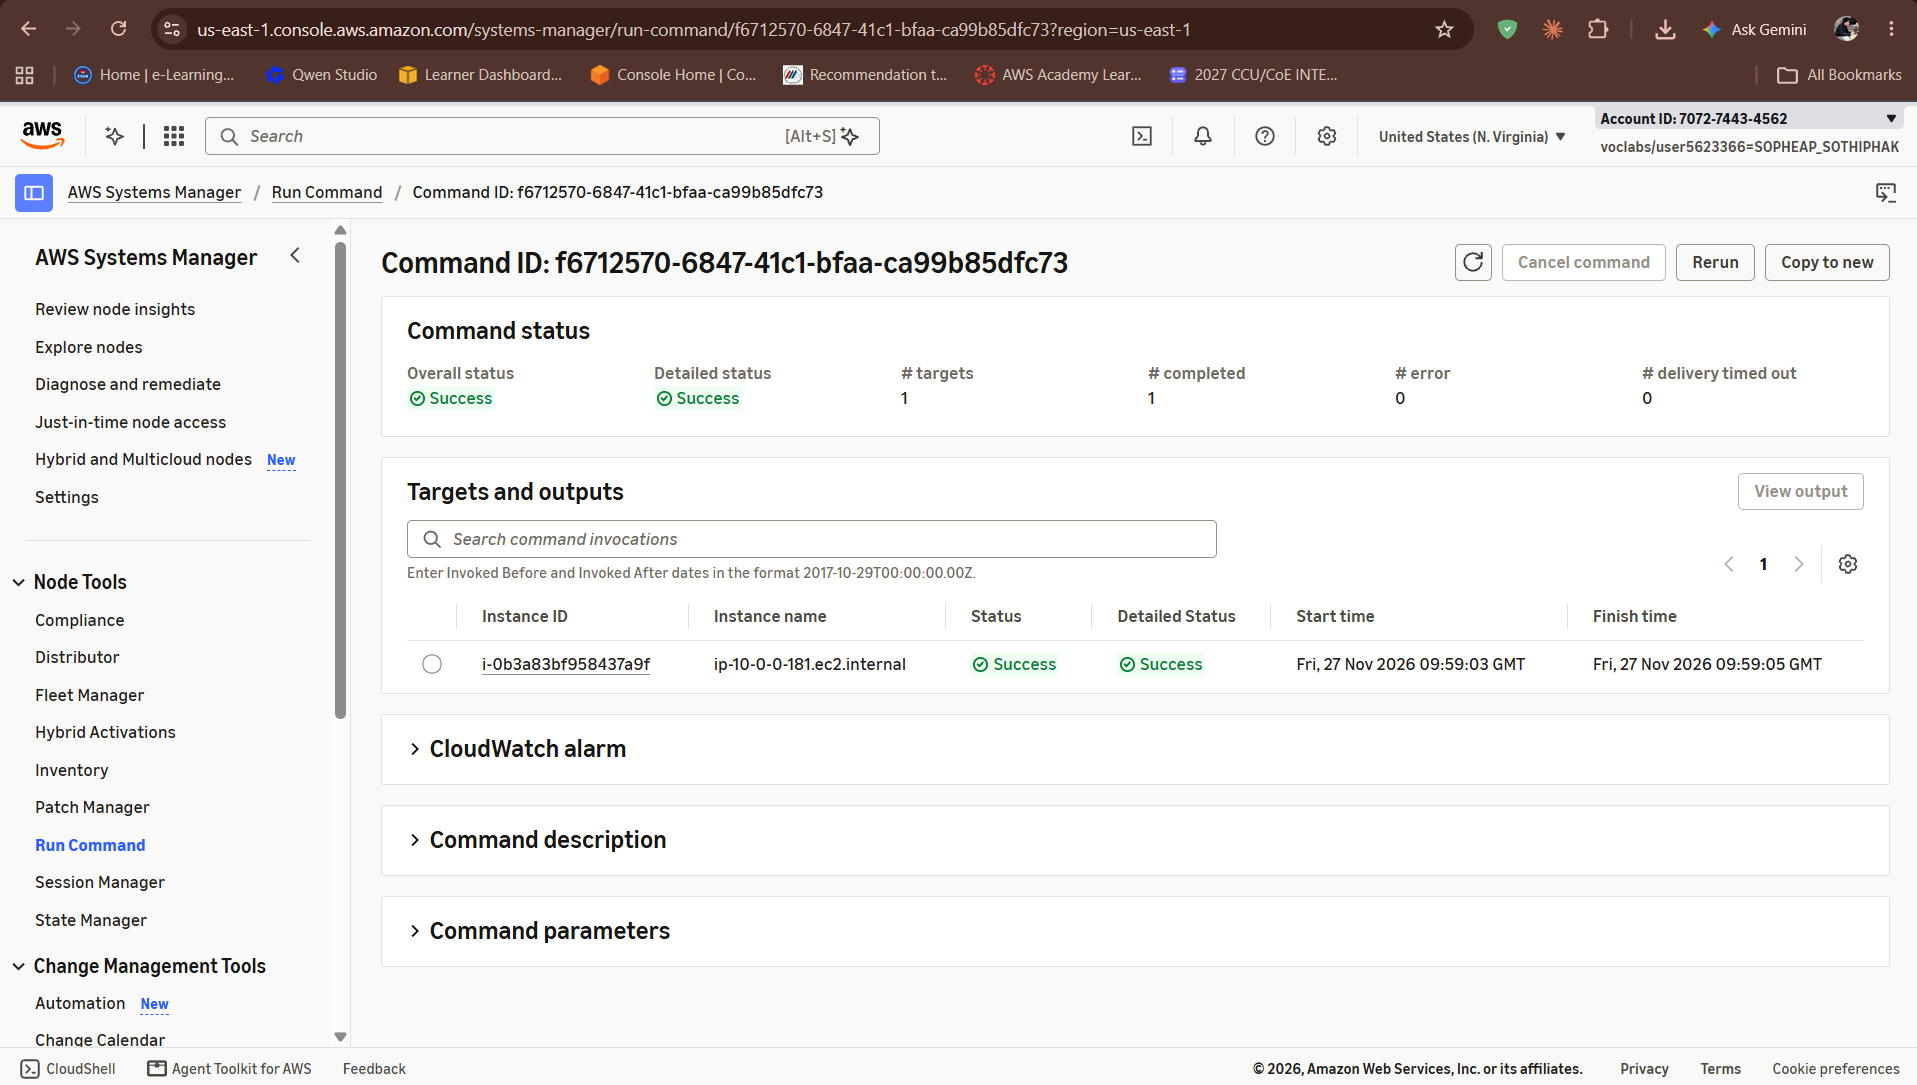 us-east-1.console.aws.amazon.com/systems-manager/run-command/f6712570-6847-41c1-bfaa-ca99b85dfc73?region=us-east-1
Ask Gemini
Home | e-Learning...
Qwen Studio
Learner Dashboard...
Console Home | Co...
Recommendation t...
AWS Academy Lear...
2027 CCU/CoE INTE...
All Bookmarks
aws
Search
[Alt+S]
United States (N. Virginia)
Account ID: 7072-7443-4562
voclabs/user5623366=SOPHEAP_SOTHIPHAK
AWS Systems Manager / Run Command / Command ID: f6712570-6847-41c1-bfaa-ca99b85dfc73
AWS Systems Manager
Review node insights
Explore nodes
Diagnose and remediate
Just-in-time node access
Hybrid and Multicloud nodes New
Settings
Node Tools
Compliance
Distributor
Fleet Manager
Hybrid Activations
Inventory
Patch Manager
Run Command
Session Manager
State Manager
Change Management Tools
Automation New
Change Calendar
Command ID: f6712570-6847-41c1-bfaa-ca99b85dfc73
Cancel command
Rerun
Copy to new
Command status
Overall status
Success
Detailed status
Success
# targets
1
# completed
1
# error
0
# delivery timed out
0
Targets and outputs
View output
Search command invocations
Enter Invoked Before and Invoked After dates in the format 2017-10-29T00:00:00.00Z.
1
Instance ID Instance name Status Detailed Status Start time Finish time
i-0b3a83bf958437a9f ip-10-0-0-181.ec2.internal Success Success Fri, 27 Nov 2026 09:59:03 GMT Fri, 27 Nov 2026 09:59:05 GMT
CloudWatch alarm
Command description
Command parameters
CloudShell
Agent Toolkit for AWS
Feedback
© 2026, Amazon Web Services, Inc. or its affiliates.
Privacy
Terms
Cookie preferences